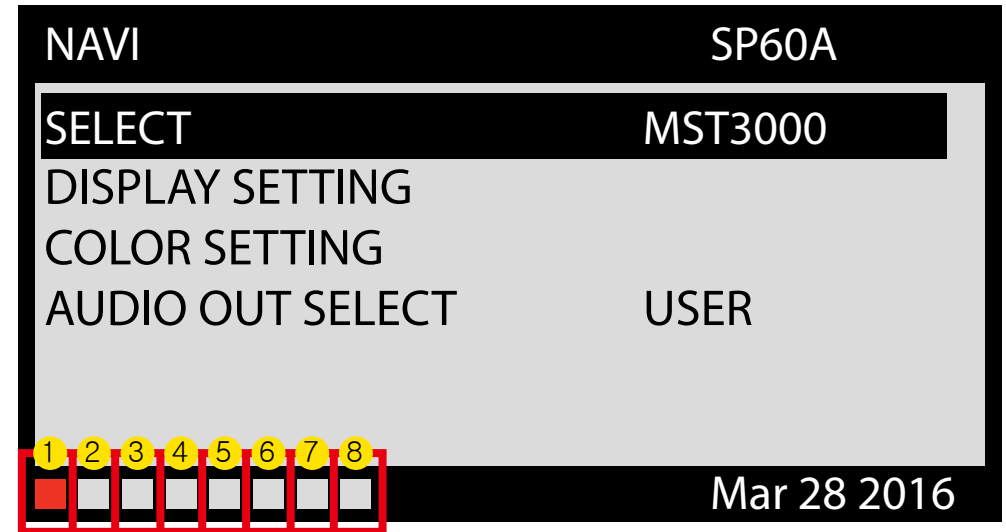 NAVI SP60A
SELECT MST3000
DISPLAY SETTING
COLOR SETTING
AUDIO OUT SELECT USER
1 2 3 4 5 6 7 8
Mar 28 2016